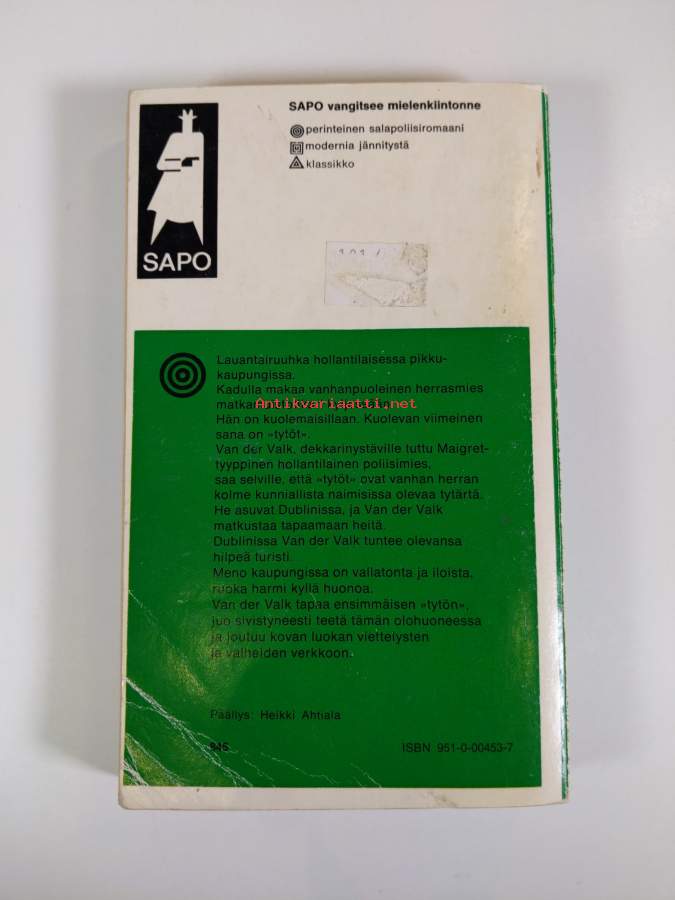 SAPO vangitsee mielenkiintonne
perinteinen salapoliisiromaani
modernia jännitystä
klassikko
SAPO
Lauantairuuhka hollantilaisessa pikku-
kaupungissa.
Kadulla makaa vanhanpuoleinen herrasmies
Antikvariaatti.net
Hän on kuolemaisillaan. Kuolevan viimeinen
sana on »tytöt».
Van der Valk, dekkarinystäville tuttu Maigret-
tyyppinen hollantilainen poliisimies,
saa selville, että »tytöt» ovat vanhan herran
kolme kunniallista naimisissa olevaa tytärtä.
He asuvat Dublinissa, ja Van der Valk
matkustaa tapaamaan heitä.
Dublinissa Van der Valk tuntee olevansa
hilpeä turisti.
Meno kaupungissa on vallatonta ja iloista,
ruoka harmi kyllä huonoa.
Van der Valk tapaa ensimmäisen »tytön»,
juo sivistyneesti teetä tämän olohuoneessa
ja joutuu kovan luokan viettelysten
ja valheiden verkkoon.
Päällys: Heikki Ahtiala
846
ISBN 951-0-00453-7